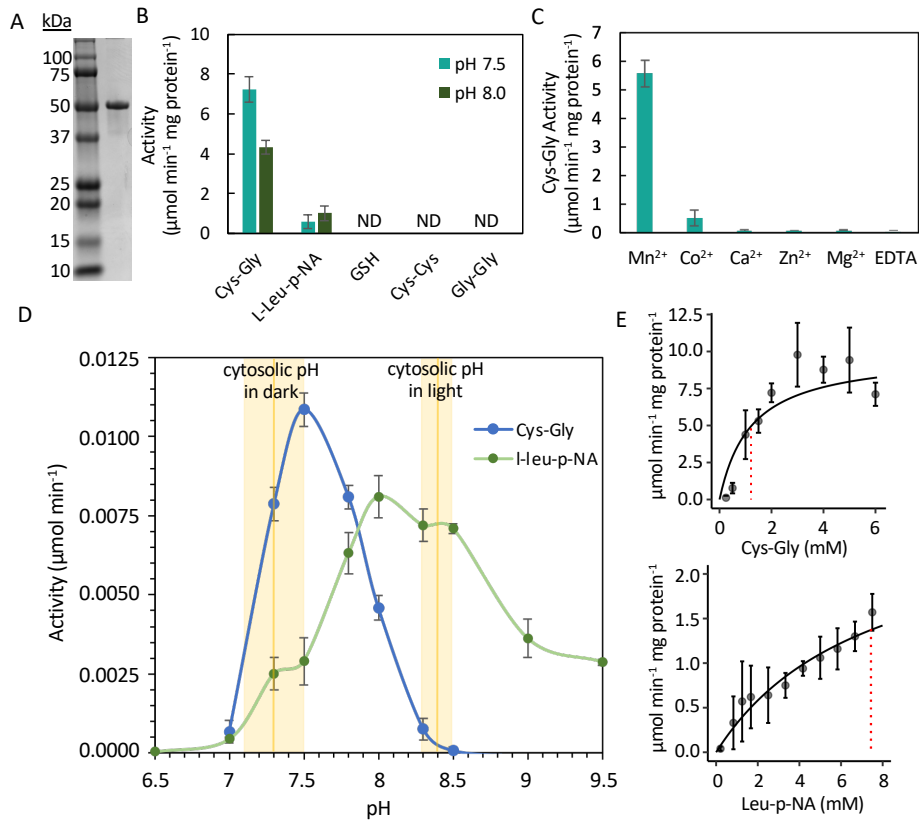 A
kDa
100
75
50
37
25
20
15
10
B
Activity
(µmol min⁻¹ mg protein⁻¹)
10
8
6
4
2
0
pH 7.5
pH 8.0
ND ND ND
Cys-Gly
L-Leu-p-NA
GSH
Cys-Cys
Gly-Gly
C
Cys-Gly Activity
(µmol min⁻¹ mg protein⁻¹)
7
6
5
4
3
2
1
0
Mn²⁺ Co²⁺ Ca²⁺ Zn²⁺ Mg²⁺ EDTA
D
Activity (µmol min⁻¹)
0.0125
0.0100
0.0075
0.0050
0.0025
0.0000
cytosolic pH
in dark
cytosolic pH
in light
Cys-Gly
l-leu-p-NA
6.5 7 7.5 8 8.5 9 9.5
pH
E
µmol min⁻¹ mg protein⁻¹
12.5
10.0
7.5
5.0
2.5
0.0
0 2 4 6
Cys-Gly (mM)
µmol min⁻¹ mg protein⁻¹
2.0
1.5
1.0
0.5
0.0
0 2 4 6 8
Leu-p-NA (mM)